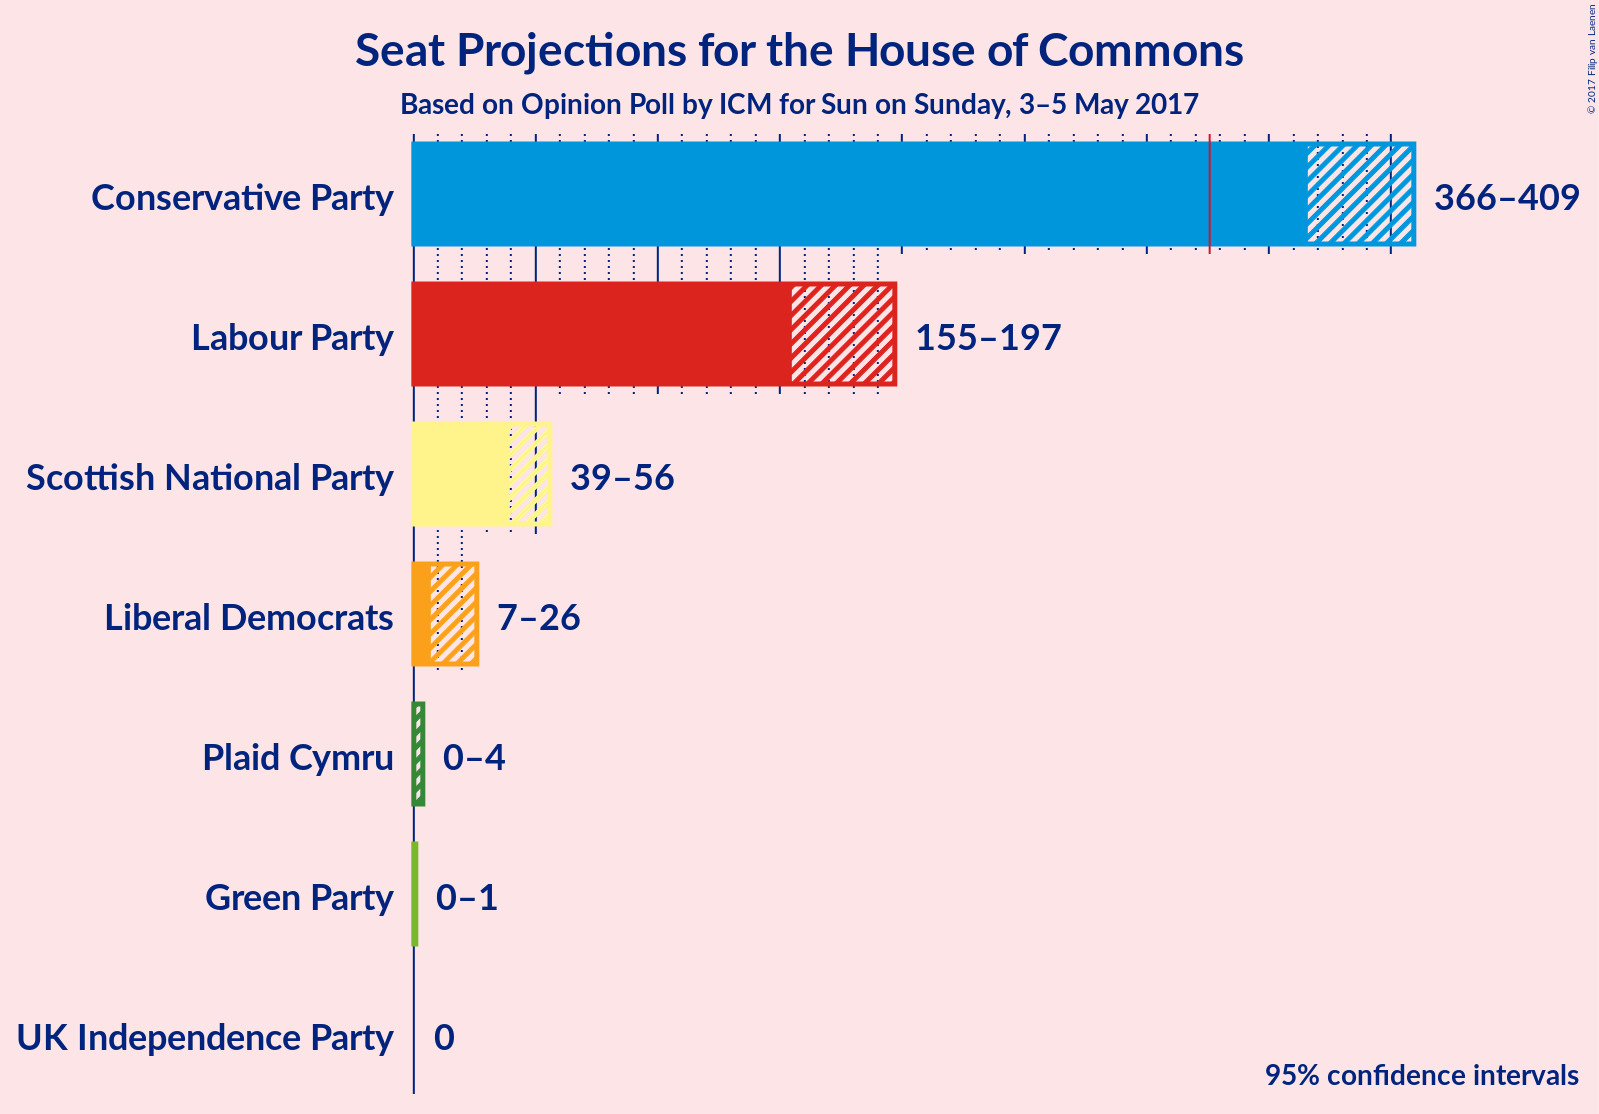 Seat Projections for the House of Commons
Based on Opinion Poll by ICM for Sun on Sunday, 3–5 May 2017
© 2017 Filip van Laenen
Conservative Party 366–409
Labour Party 155–197
Scottish National Party 39–56
Liberal Democrats 7–26
Plaid Cymru 0–4
Green Party 0–1
UK Independence Party 0
95% confidence intervals